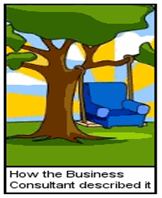 How the Business
Consultant described it